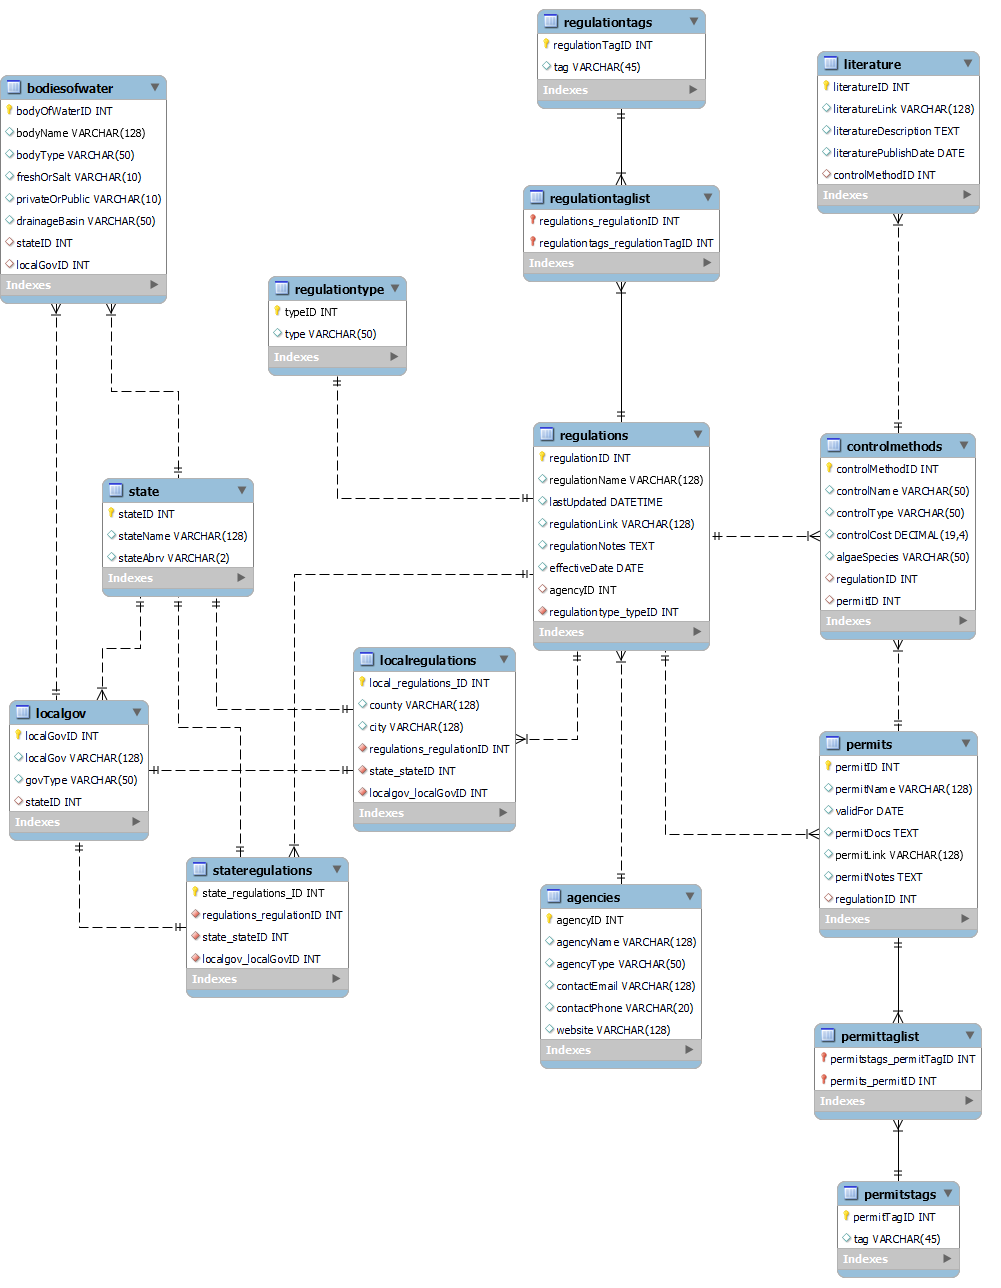 regulationtags
regulationTagID INT
tag VARCHAR(45)
Indexes
literature
literatureID INT
literatureLink VARCHAR(128)
literatureDescription TEXT
literaturePublishDate DATE
controlMethodID INT
Indexes
bodiesofwater
bodyOfWaterID INT
bodyName VARCHAR(128)
bodyType VARCHAR(50)
freshOrSalt VARCHAR(10)
privateOrPublic VARCHAR(10)
drainageBasin VARCHAR(50)
stateID INT
localGovID INT
Indexes
regulationtaglist
regulations_regulationID INT
regulationtags_regulationTagID INT
Indexes
regulationtype
typeID INT
type VARCHAR(50)
Indexes
regulations
regulationID INT
regulationName VARCHAR(128)
lastUpdated DATETIME
regulationLink VARCHAR(128)
regulationNotes TEXT
effectiveDate DATE
agencyID INT
regulationtype_typeID INT
Indexes
controlmethods
controlMethodID INT
controlName VARCHAR(50)
controlType VARCHAR(50)
controlCost DECIMAL(19,4)
algaeSpecies VARCHAR(50)
regulationID INT
permitID INT
Indexes
state
stateID INT
stateName VARCHAR(128)
stateAbrv VARCHAR(2)
Indexes
localregulations
local_regulations_ID INT
county VARCHAR(128)
city VARCHAR(128)
regulations_regulationID INT
state_stateID INT
localgov_localGovID INT
Indexes
localgov
localGovID INT
localGov VARCHAR(128)
govType VARCHAR(50)
stateID INT
Indexes
permits
permitID INT
permitName VARCHAR(128)
validFor DATE
permitDocs TEXT
permitLink VARCHAR(128)
permitNotes TEXT
regulationID INT
Indexes
stateregulations
state_regulations_ID INT
regulations_regulationID INT
state_stateID INT
localgov_localGovID INT
Indexes
agencies
agencyID INT
agencyName VARCHAR(128)
agencyType VARCHAR(50)
contactEmail VARCHAR(128)
contactPhone VARCHAR(20)
website VARCHAR(128)
Indexes
permittaglist
permitstags_permitTagID INT
permits_permitID INT
Indexes
permitstags
permitTagID INT
tag VARCHAR(45)
Indexes